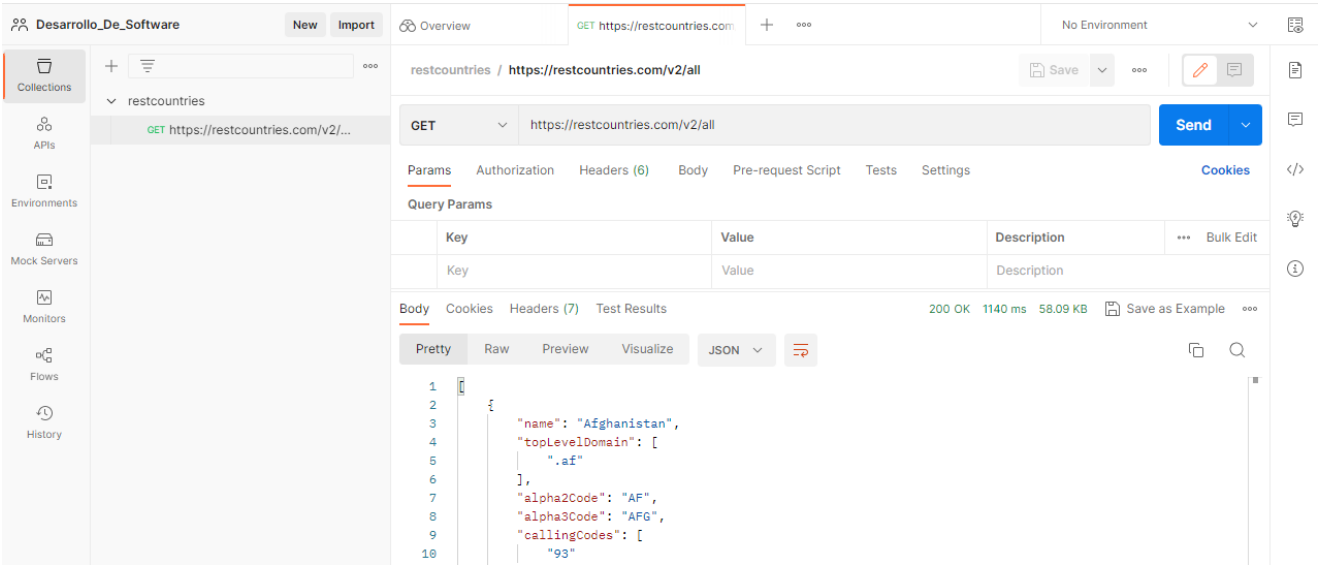 Desarrollo_De_Software New Import
Overview GET https://restcountries.com No Environment
Collections
APIs
Environments
Mock Servers
Monitors
Flows
History
restcountries
GET https://restcountries.com/v2/...
restcountries / https://restcountries.com/v2/all Save
GET https://restcountries.com/v2/all Send
Params Authorization Headers (6) Body Pre-request Script Tests Settings Cookies
Query Params
Key Value Description Bulk Edit
Key Value Description
Body Cookies Headers (7) Test Results 200 OK 1140 ms 58.09 KB Save as Example
Pretty Raw Preview Visualize JSON
1 [
2 {
3 "name": "Afghanistan",
4 "topLevelDomain": [
5 ".af"
6 ],
7 "alpha2Code": "AF",
8 "alpha3Code": "AFG",
9 "callingCodes": [
10 "93"